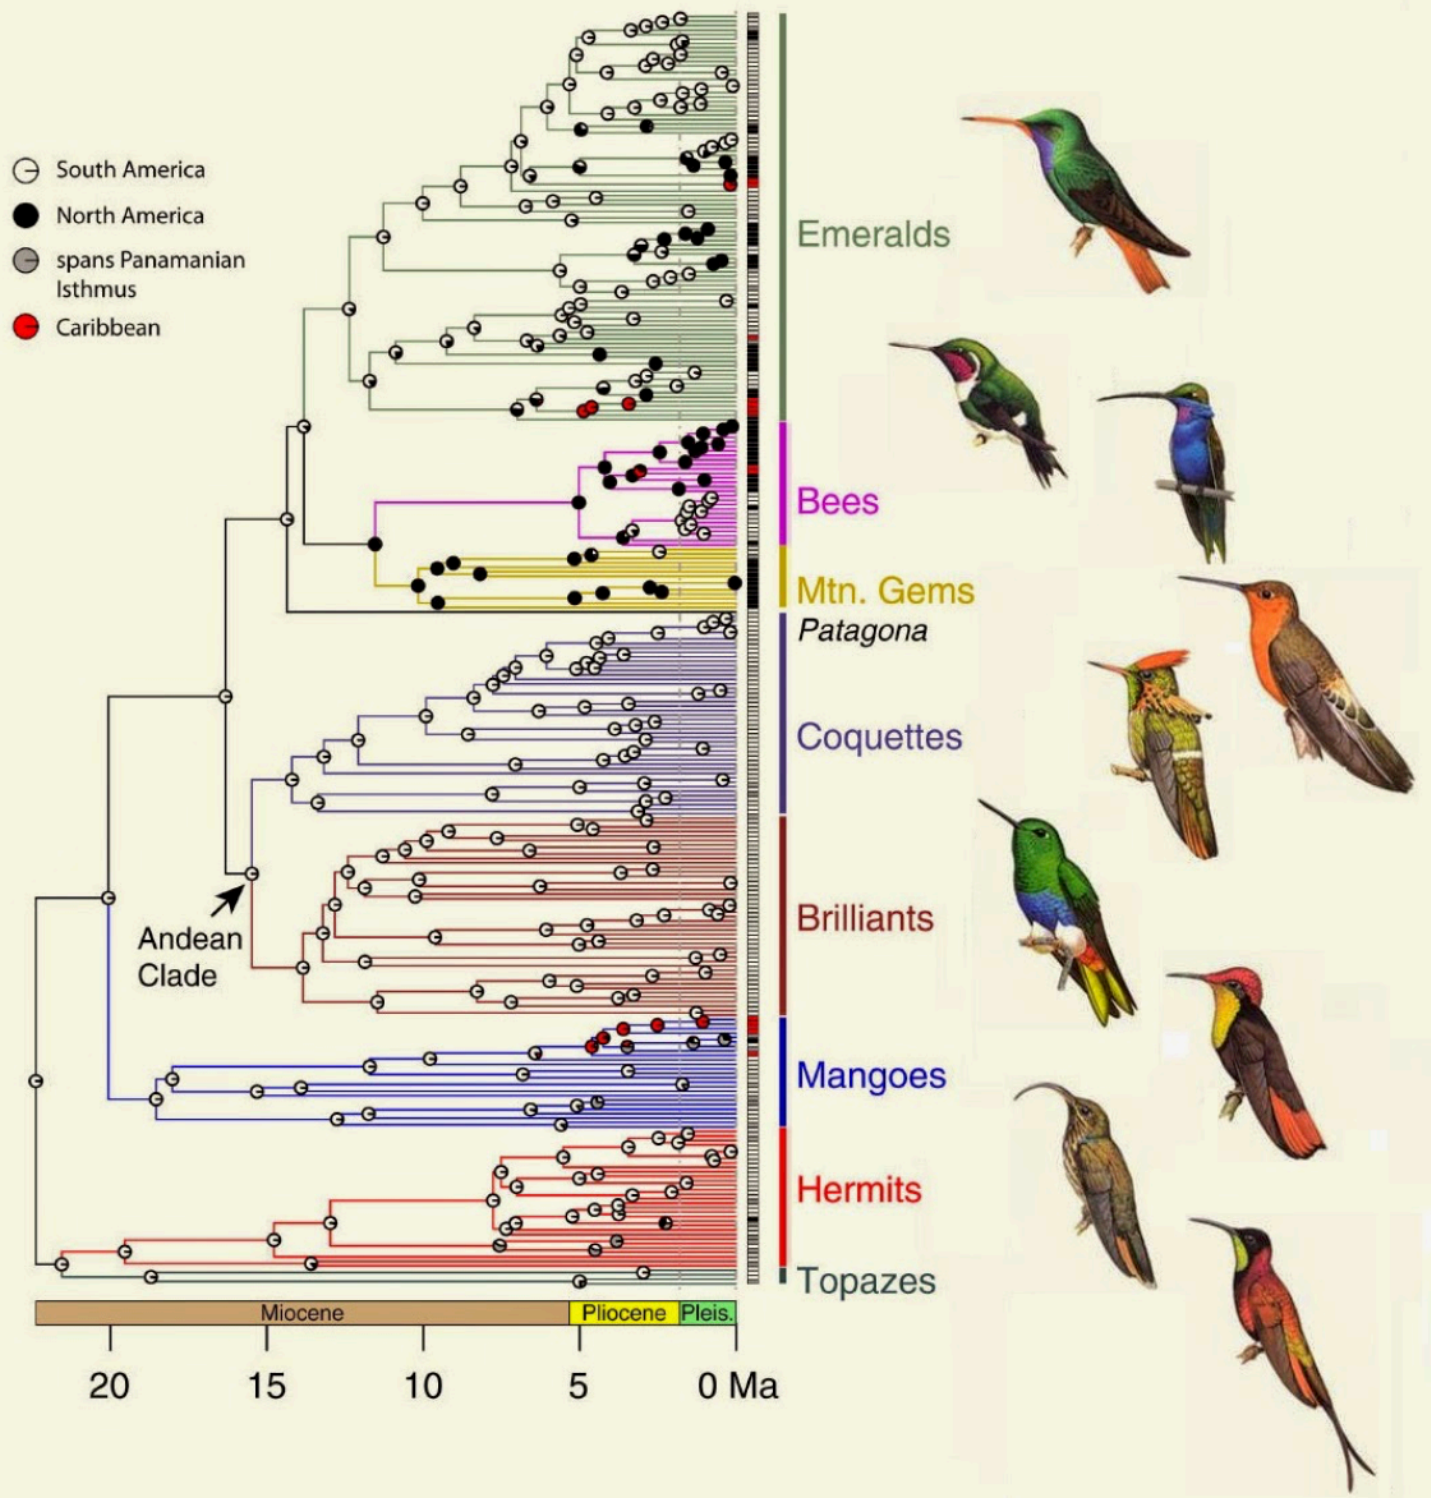 South America
North America
spans Panamanian
Isthmus
Caribbean
Emeralds
Bees
Mtn. Gems
Patagona
Coquettes
Andean
Clade
Brilliants
Mangoes
Hermits
Topazes
Miocene
Pliocene
Pleis.
20
15
10
5
0 Ma